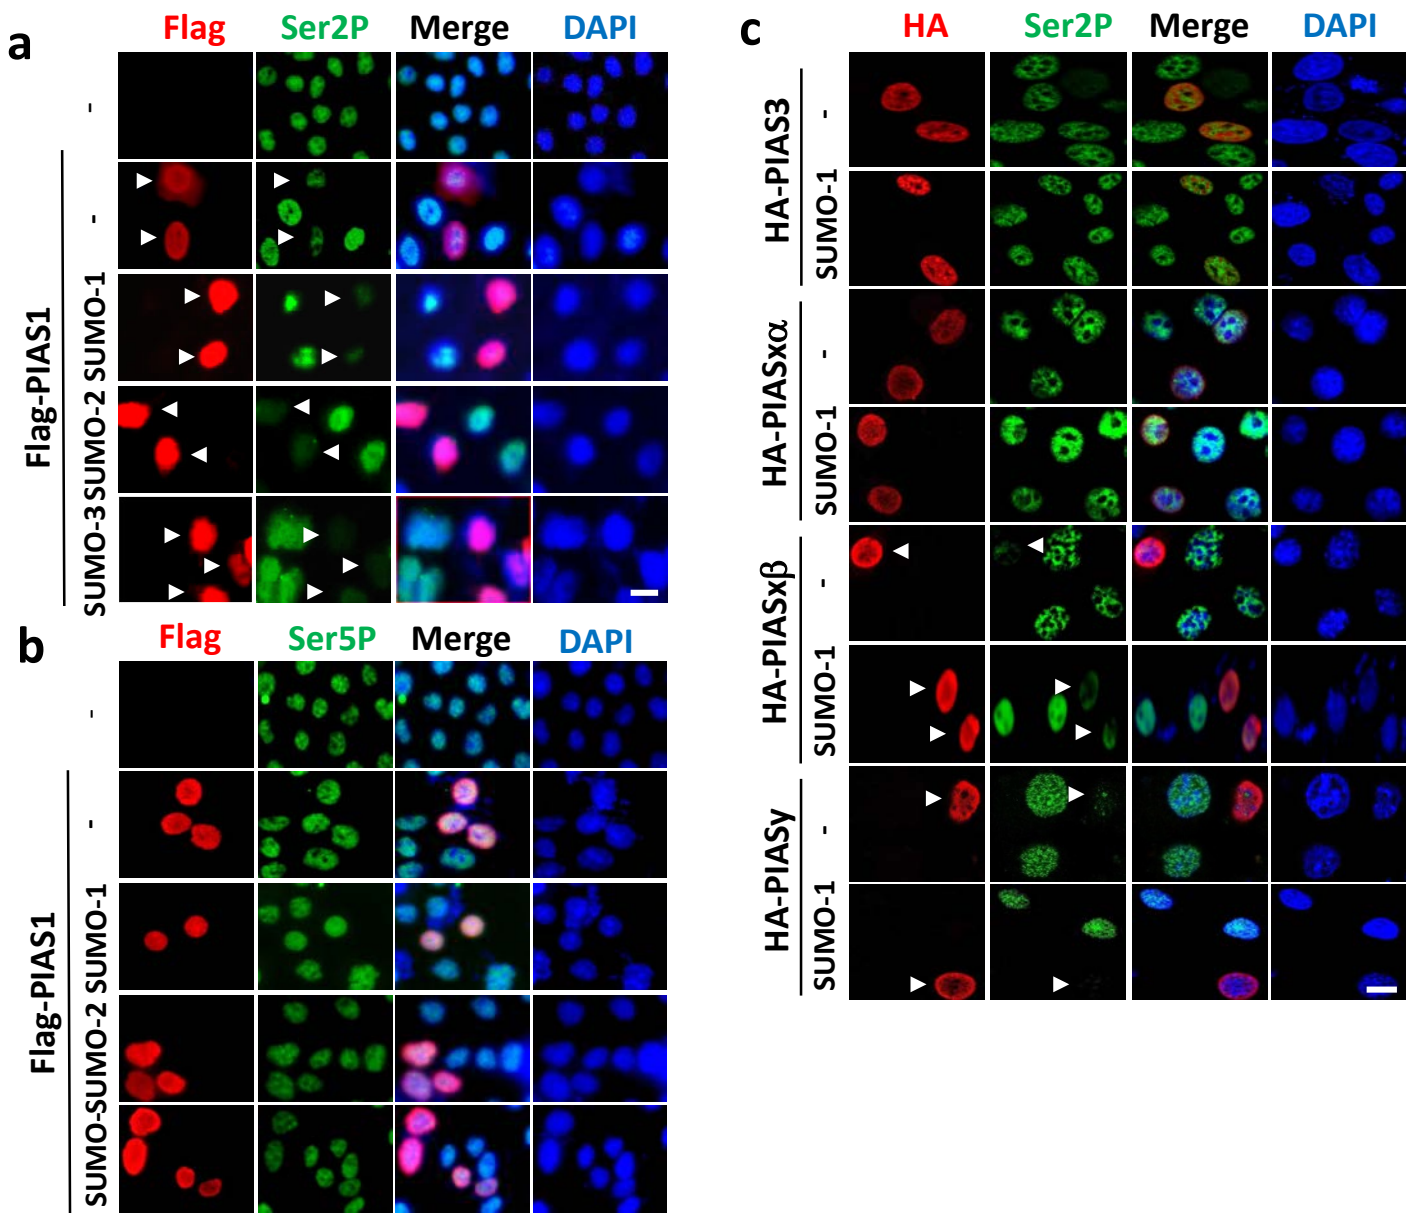 a
Flag Ser2P Merge DAPI
-
Flag-PIAS1
-
SUMO-1
SUMO-2
SUMO-3
b
Flag Ser5P Merge DAPI
-
Flag-PIAS1
-
SUMO-1
SUMO-2
SUMO-
c
HA Ser2P Merge DAPI
HA-PIAS3
-
SUMO-1
HA-PIASxα
-
SUMO-1
HA-PIASxβ
-
SUMO-1
HA-PIASy
-
SUMO-1